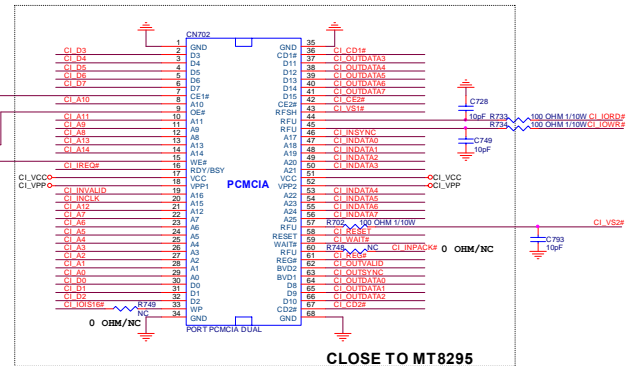 CN702
1 GND GND 35
CI_D3 2 D3 CD1# 36 CI_CD1#
CI_D4 3 D4 D11 37 CI_OUTDATA3
CI_D5 4 D5 D12 38 CI_OUTDATA4
CI_D6 5 D6 D13 39 CI_OUTDATA5
CI_D7 6 D7 D14 40 CI_OUTDATA6
7 CE1# D15 41 CI_OUTDATA7
CI_A10 8 A10 CE2# 42 CI_CE2#
9 OE# RFSH 43 CI_VS1#
CI_A11 10 A11 RFU 44
CI_A9 11 A9 RFU 45
CI_A8 12 A8 A17 46 CI_INSYNC
CI_A13 13 A13 A18 47 CI_INDATA0
CI_A14 14 A14 A19 48 CI_INDATA1
15 WE# A20 49 CI_INDATA2
CI_IREQ# 16 RDY/BSY A21 50 CI_INDATA3
CI_VCC 17 VCC VCC 51 CI_VCC
CI_VPP 18 VPP1 VPP2 52 CI_VPP
PCMCIA
CI_INVALID 19 A16 A22 53 CI_INDATA4
CI_INCLK 20 A15 A23 54 CI_INDATA5
CI_A12 21 A12 A24 55 CI_INDATA6
CI_A7 22 A7 A25 56 CI_INDATA7
CI_A6 23 A6 RFU 57 R702 100 OHM 1/10W CI_VS2#
CI_A5 24 A5 RESET 58 CI_RESET
CI_A4 25 A4 WAIT# 59 CI_WAIT#
CI_A3 26 A3 RFU 60 R748 NC CI_INPACK# 0 OHM/NC
CI_A2 27 A2 REG# 61 CI_REG#
CI_A1 28 A1 BVD2 62 CI_OUTVALID
CI_A0 29 A0 BVD1 63 CI_OUTSYNC
CI_D0 30 D0 D8 64 CI_OUTDATA0
CI_D1 31 D1 D9 65 CI_OUTDATA1
CI_D2 32 D2 D10 66 CI_OUTDATA2
CI_IOIS16# R749 33 WP CD2# 67 CI_CD2#
NC
0 OHM/NC
34 GND GND 68
PORT PCMCIA DUAL
C728
10pF
R733 100 OHM 1/10W CI_IORD#
R734 100 OHM 1/10W CI_IOWR#
C749
10pF
C793
10pF
CLOSE TO MT8295